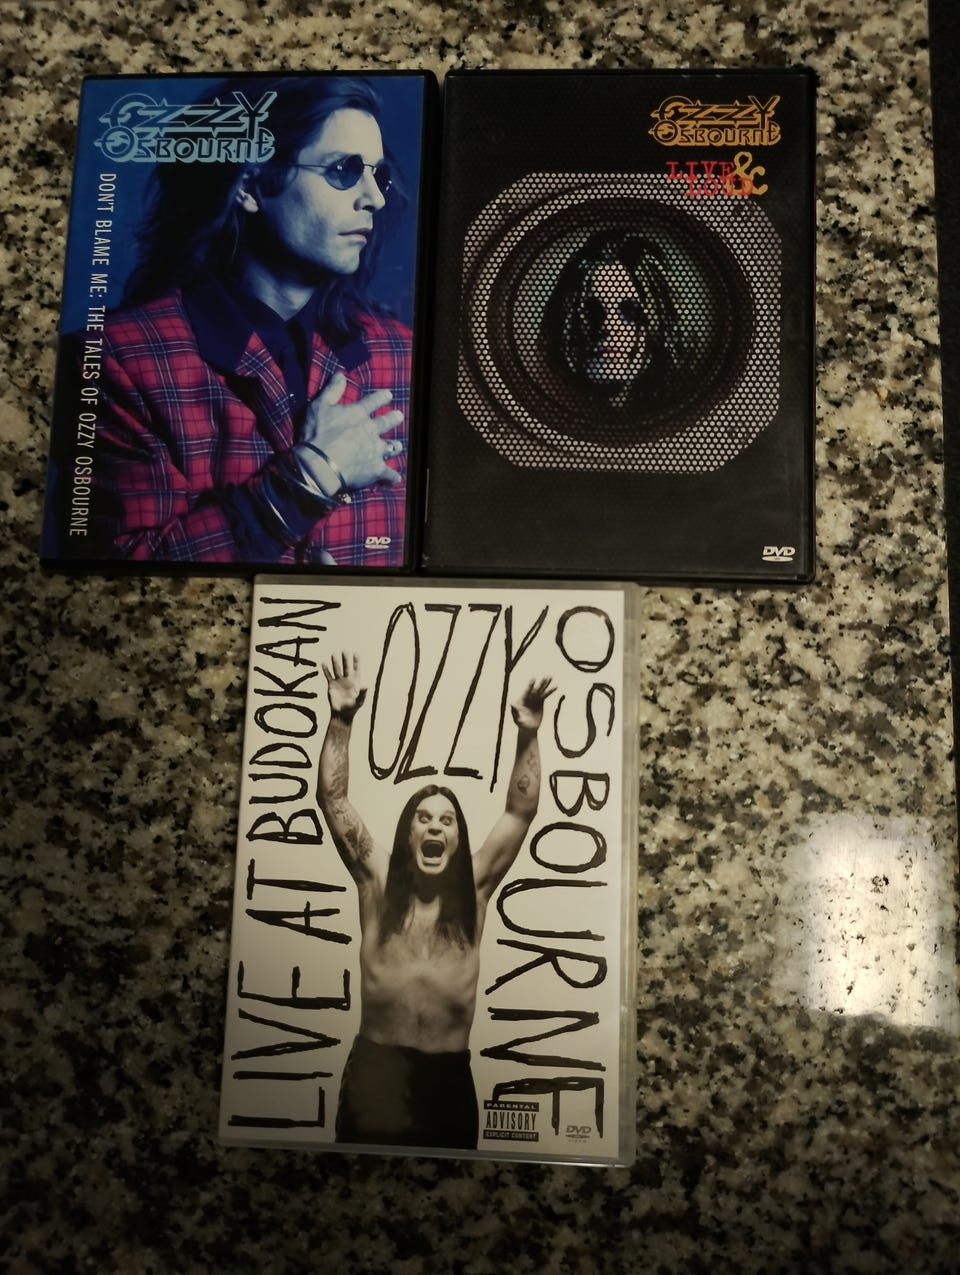 OZZY
OSBOURNE
DON'T BLAME ME: THE TALES OF OZZY OSBOURNE
DVD
OZZY
OSBOURNE
LIVE &
LOUD
DVD
LIVE AT BUDOKAN
OZZY
OSBOURNE
PARENTAL
ADVISORY
EXPLICIT CONTENT
DVD
VIDEO